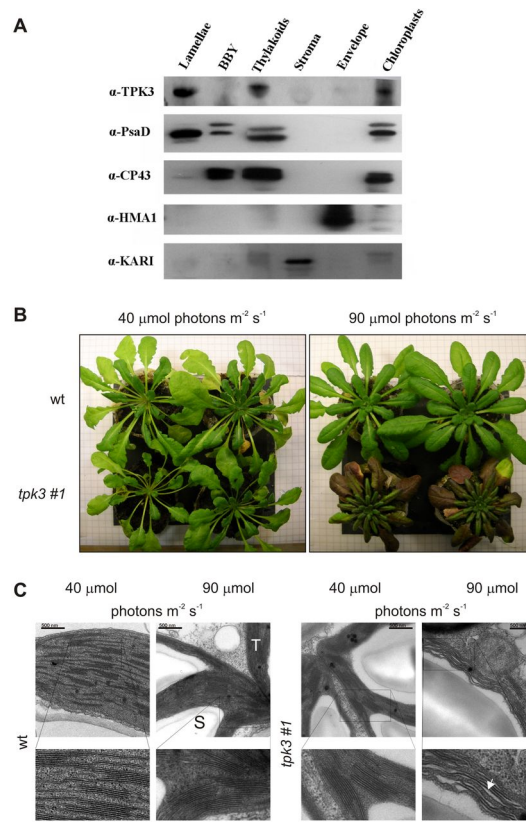 A
Lamellae BBY Thylakoids Stroma Envelope Chloroplasts
α-TPK3
α-PsaD
α-CP43
α-HMA1
α-KARI
B
40 μmol photons m⁻² s⁻¹ 90 μmol photons m⁻² s⁻¹
wt
tpk3 #1
C
40 μmol 90 μmol 40 μmol 90 μmol
photons m⁻² s⁻¹ photons m⁻² s⁻¹
500 nm
T
S
wt
tpk3 #1